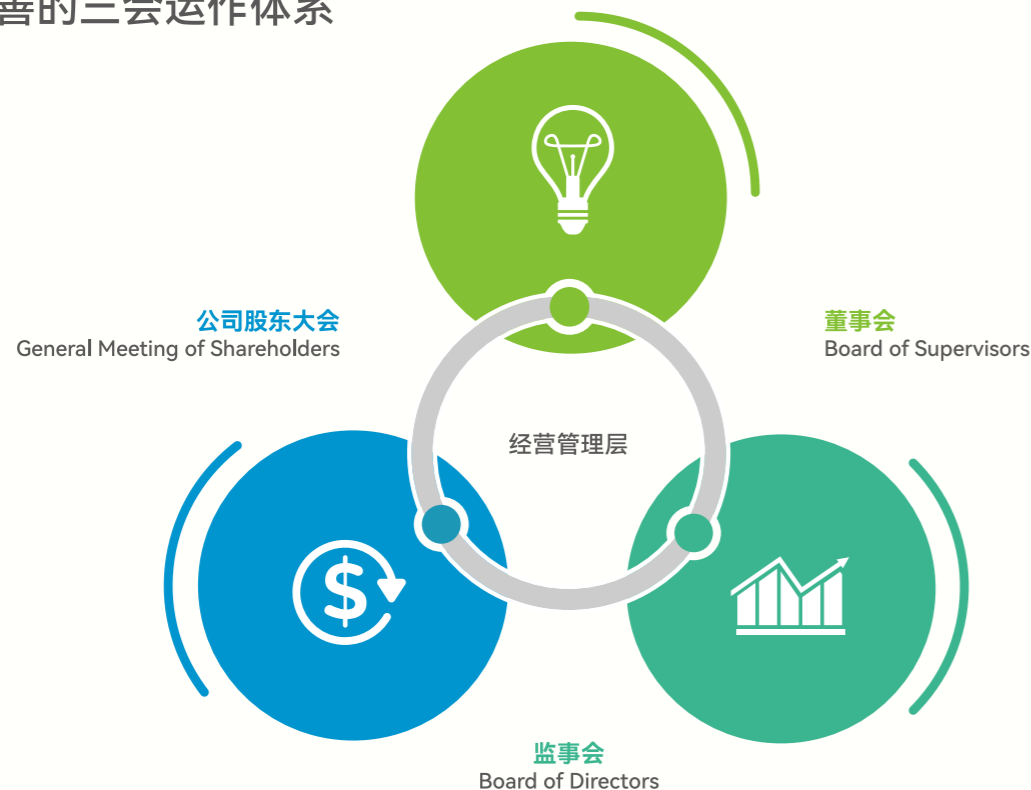 善的三会运作体系
公司股东大会
General Meeting of Shareholders
董事会
Board of Supervisors
经营管理层
监事会
Board of Directors